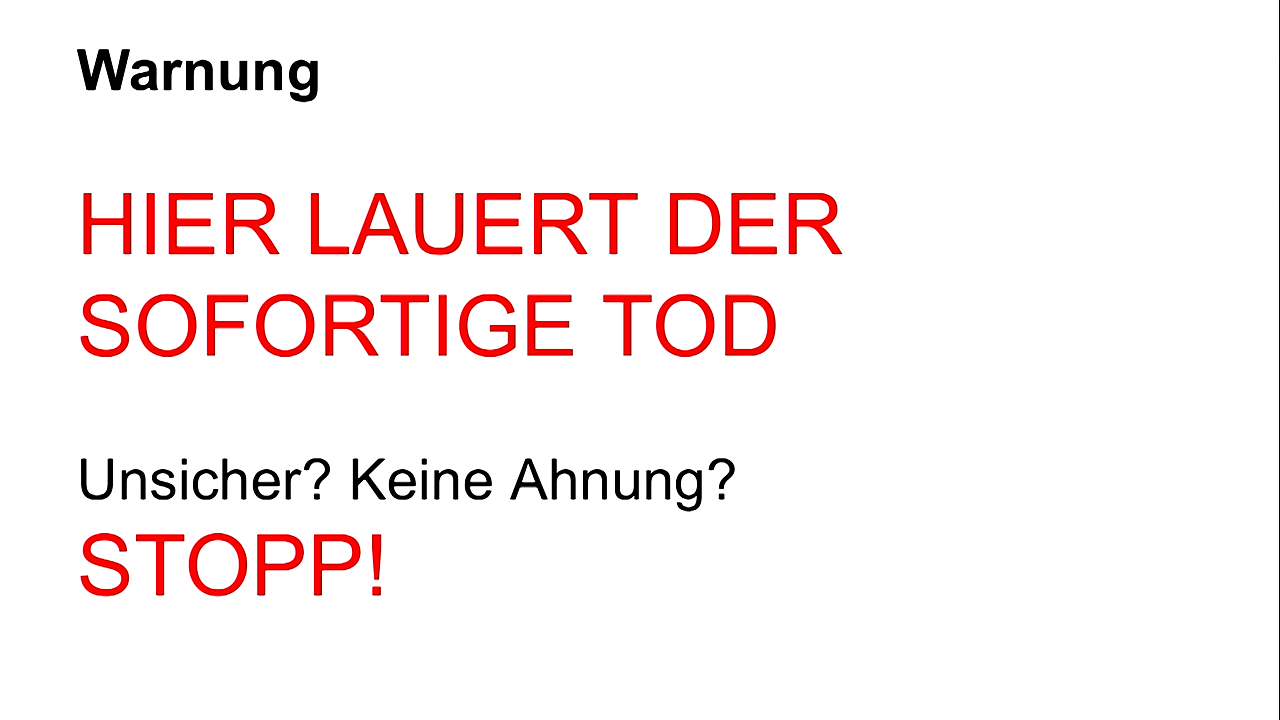 Warnung
HIER LAUERT DER
SOFORTIGE TOD
Unsicher? Keine Ahnung?
STOPP!